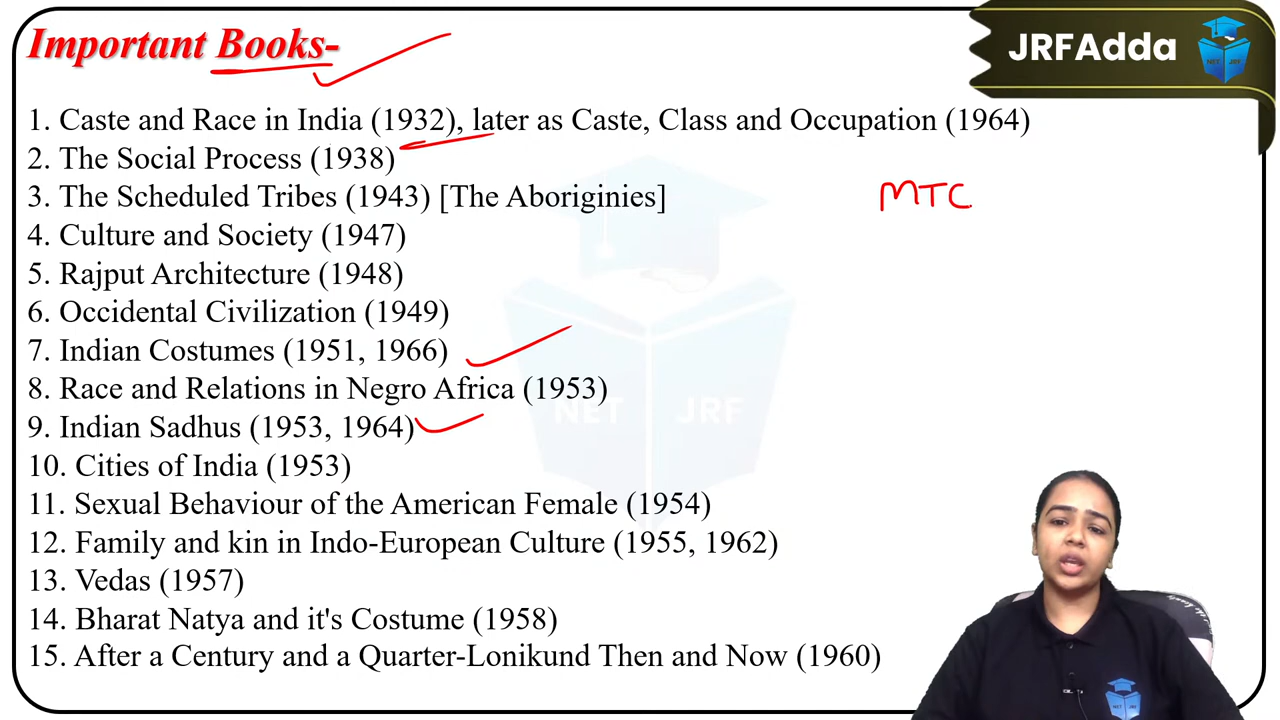 Important Books-
JRFAdda
1. Caste and Race in India (1932), later as Caste, Class and Occupation (1964)
2. The Social Process (1938)
3. The Scheduled Tribes (1943) [The Aboriginies]
MTC
4. Culture and Society (1947)
5. Rajput Architecture (1948)
6. Occidental Civilization (1949)
7. Indian Costumes (1951, 1966)
8. Race and Relations in Negro Africa (1953)
NET JRF
9. Indian Sadhus (1953, 1964)
10. Cities of India (1953)
11. Sexual Behaviour of the American Female (1954)
12. Family and kin in Indo-European Culture (1955, 1962)
13. Vedas (1957)
14. Bharat Natya and it's Costume (1958)
15. After a Century and a Quarter-Lonikund Then and Now (1960)
NET JRF